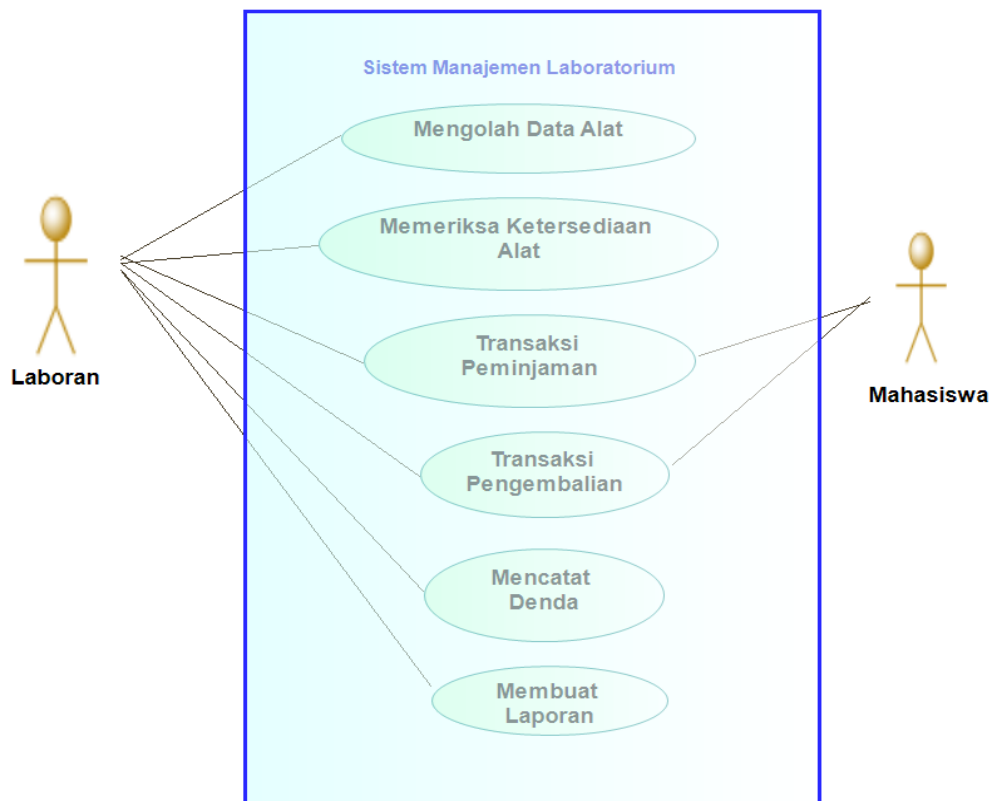 Sistem Manajemen Laboratorium
Mengolah Data Alat
Memeriksa Ketersediaan
Alat
Transaksi
Peminjaman
Laboran
Mahasiswa
Transaksi
Pengembalian
Mencatat
Denda
Membuat
Laporan